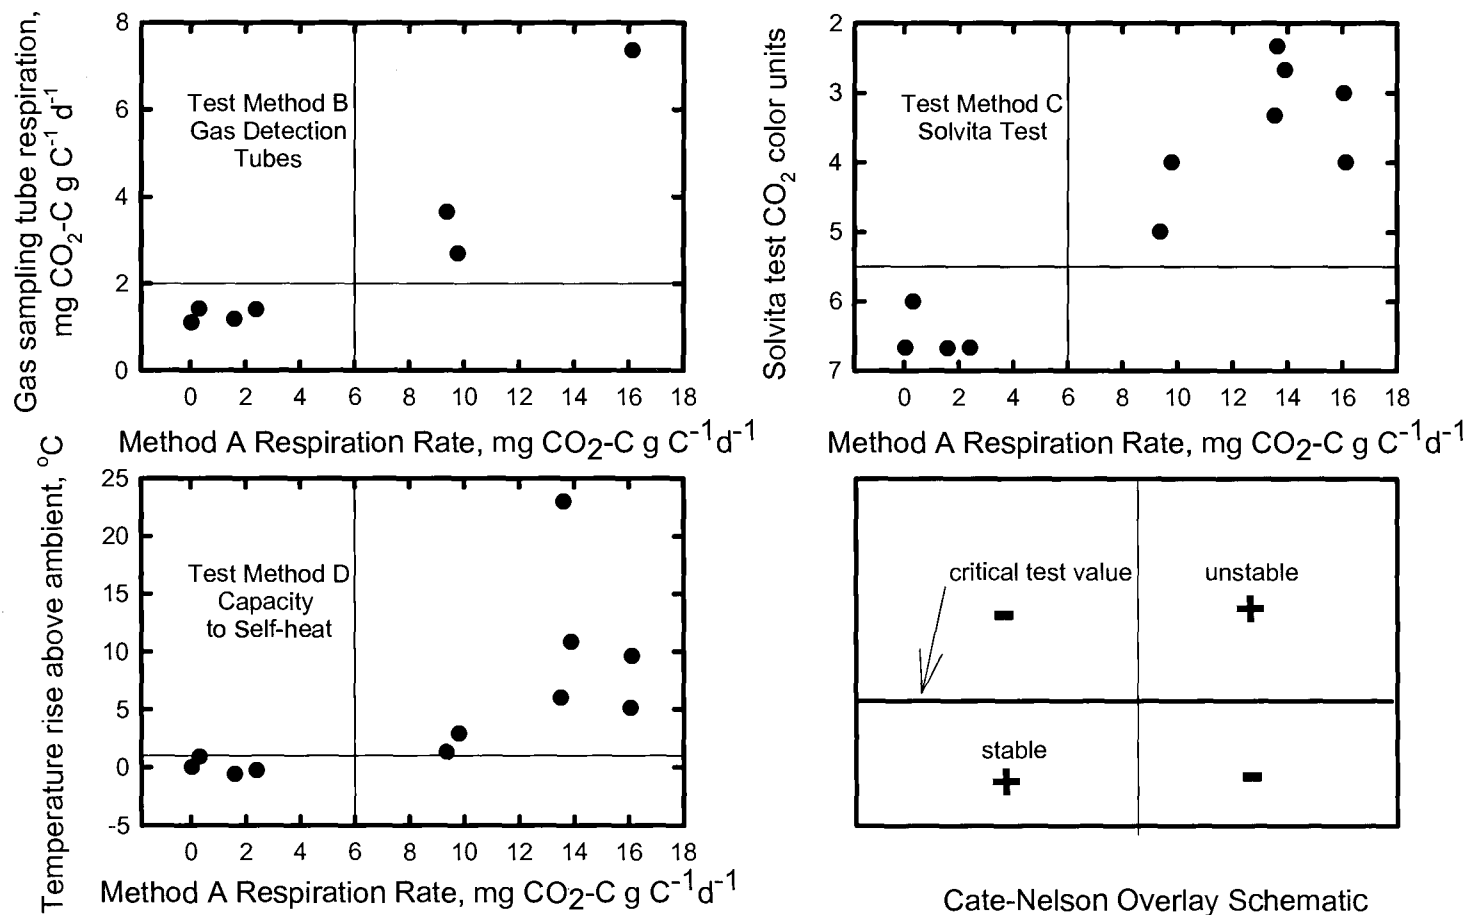 Gas sampling tube respiration,
mg CO₂-C g C⁻¹ d⁻¹
8
6
4
2
0
Test Method B
Gas Detection
Tubes
0 2 4 6 8 10 12 14 16 18
Method A Respiration Rate, mg CO₂-C g C⁻¹d⁻¹
Solvita test CO₂ color units
2
3
4
5
6
7
Test Method C
Solvita Test
0 2 4 6 8 10 12 14 16 18
Method A Respiration Rate, mg CO₂-C g C⁻¹d⁻¹
Temperature rise above ambient, °C
25
20
15
10
5
0
-5
Test Method D
Capacity
to Self-heat
0 2 4 6 8 10 12 14 16 18
Method A Respiration Rate, mg CO₂-C g C⁻¹d⁻¹
critical test value
unstable
-
+
stable
+
-
Cate-Nelson Overlay Schematic